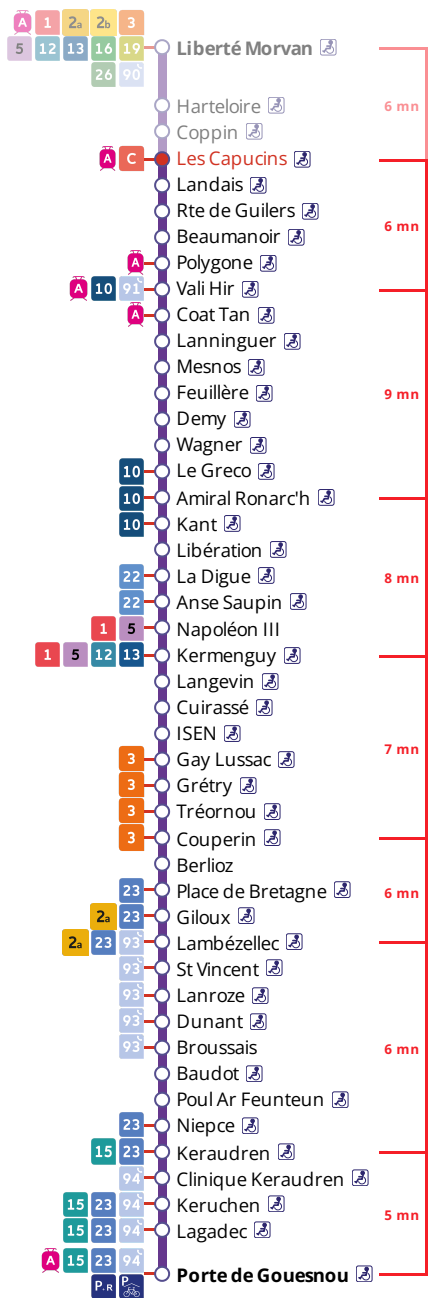 A 1 2a 2b 3
5 12 13 16 19 Liberté Morvan
26 90
Harteloire
6 mn
Coppin
A C Les Capucins
Landais
Rte de Guilers
6 mn
Beaumanoir
A Polygone
A 10 91 Vali Hir
A Coat Tan
Lanninguer
Mesnos
Feuillère
9 mn
Demy
Wagner
10 Le Greco
10 Amiral Ronarc'h
10 Kant
Libération
22 La Digue
8 mn
22 Anse Saupin
1 5 Napoléon III
1 5 12 13 Kermenguy
Langevin
Cuirassé
ISEN
7 mn
3 Gay Lussac
3 Grétry
3 Tréornou
3 Couperin
Berlioz
23 Place de Bretagne
6 mn
2a 23 Giloux
2a 23 93 Lambézellec
93 St Vincent
93 Lanroze
93 Dunant
93 Broussais
6 mn
Baudot
Poul Ar Feunteun
23 Niepce
15 23 Keraudren
94 Clinique Keraudren
15 23 94 Keruchen
5 mn
15 23 94 Lagadec
A 15 23 94
Porte de Gouesnou
P+R P